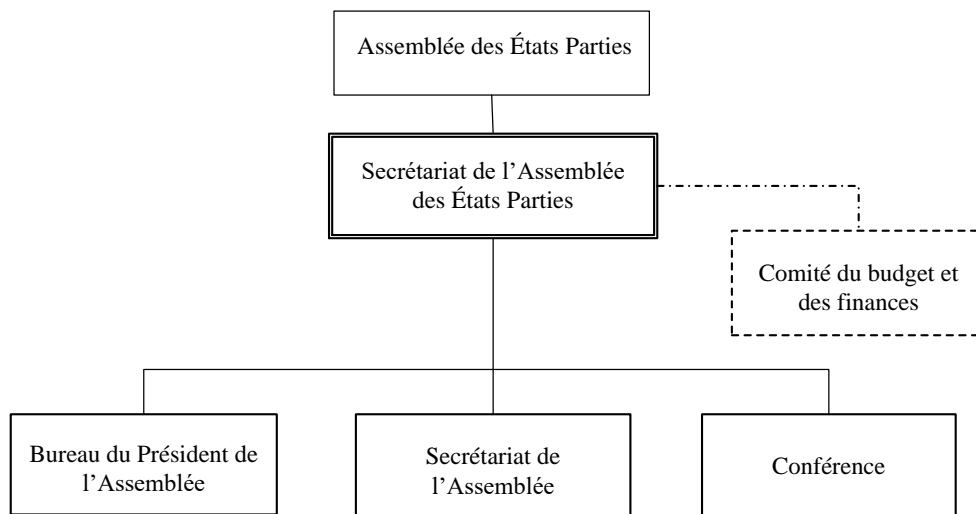 Assemblée des États Parties
Secrétariat de l’Assemblée
des États Parties
Comité du budget et
des finances
Bureau du Président de
l’Assemblée
Secrétariat de
l’Assemblée
Conférence